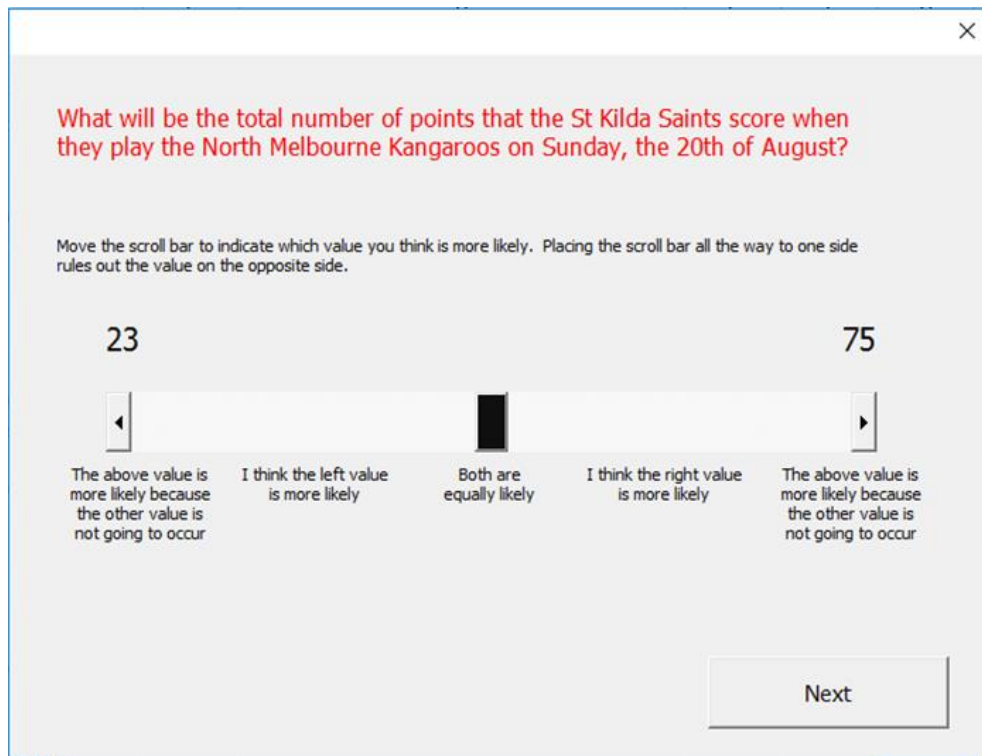 What will be the total number of points that the St Kilda Saints score when
they play the North Melbourne Kangaroos on Sunday, the 20th of August?
Move the scroll bar to indicate which value you think is more likely.  Placing the scroll bar all the way to one side
rules out the value on the opposite side.
23
75
The above value is
more likely because
the other value is
not going to occur
I think the left value
is more likely
Both are
equally likely
I think the right value
is more likely
The above value is
more likely because
the other value is
not going to occur
Next